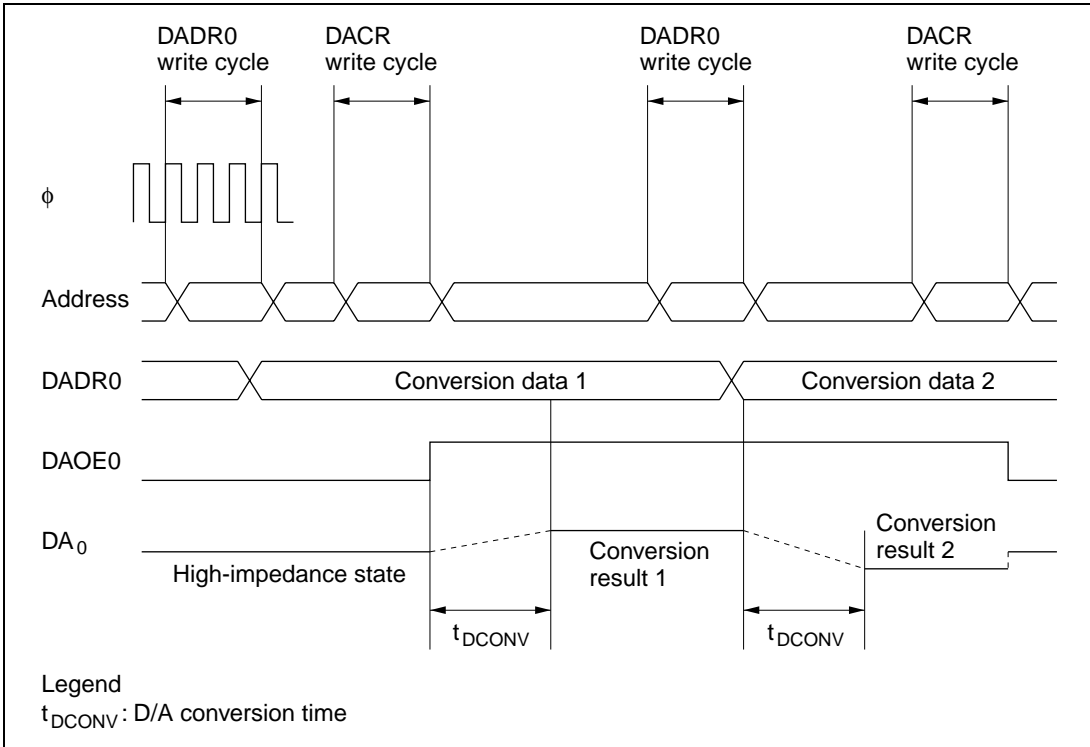 DADR0
write cycle
DACR
write cycle
DADR0
write cycle
DACR
write cycle
ϕ
Address
DADR0
Conversion data 1
Conversion data 2
DAOE0
DA0
High-impedance state
Conversion
result 1
Conversion
result 2
tDCONV
tDCONV
Legend
tDCONV : D/A conversion time